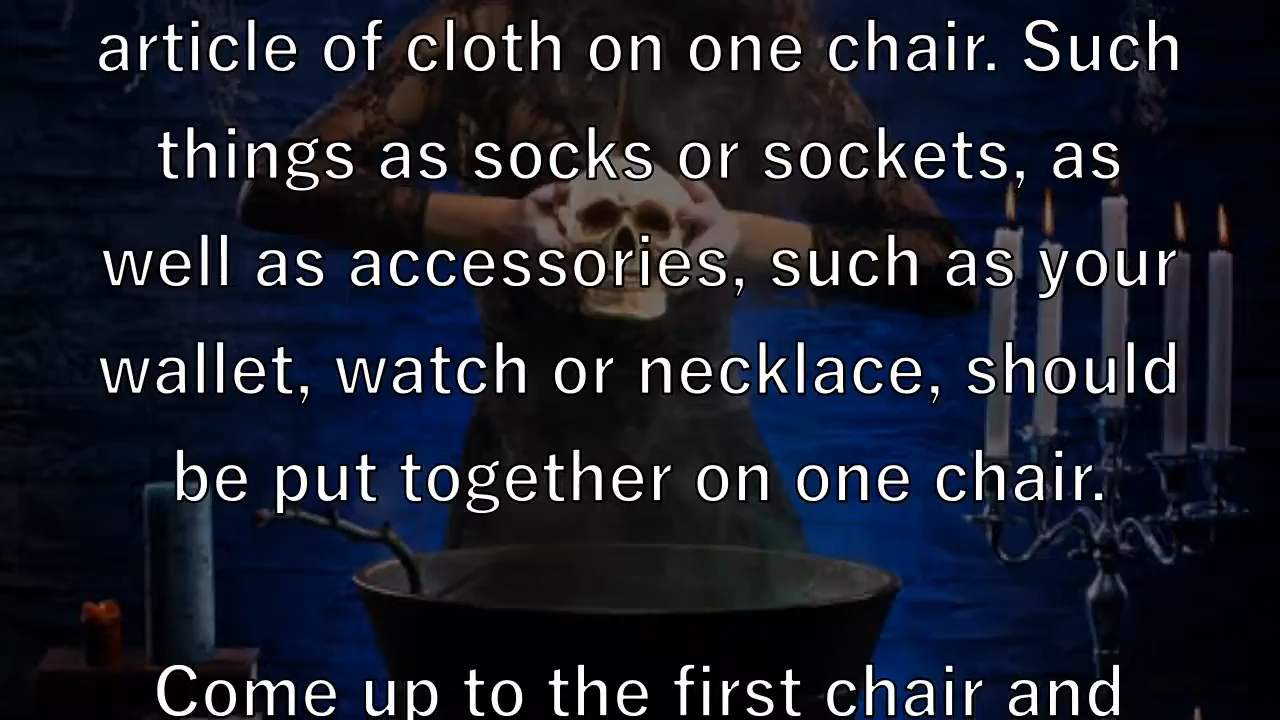 article of cloth on one chair. Such
things as socks or sockets, as
well as accessories, such as your
wallet, watch or necklace, should
be put together on one chair.
Come up to the first chair and